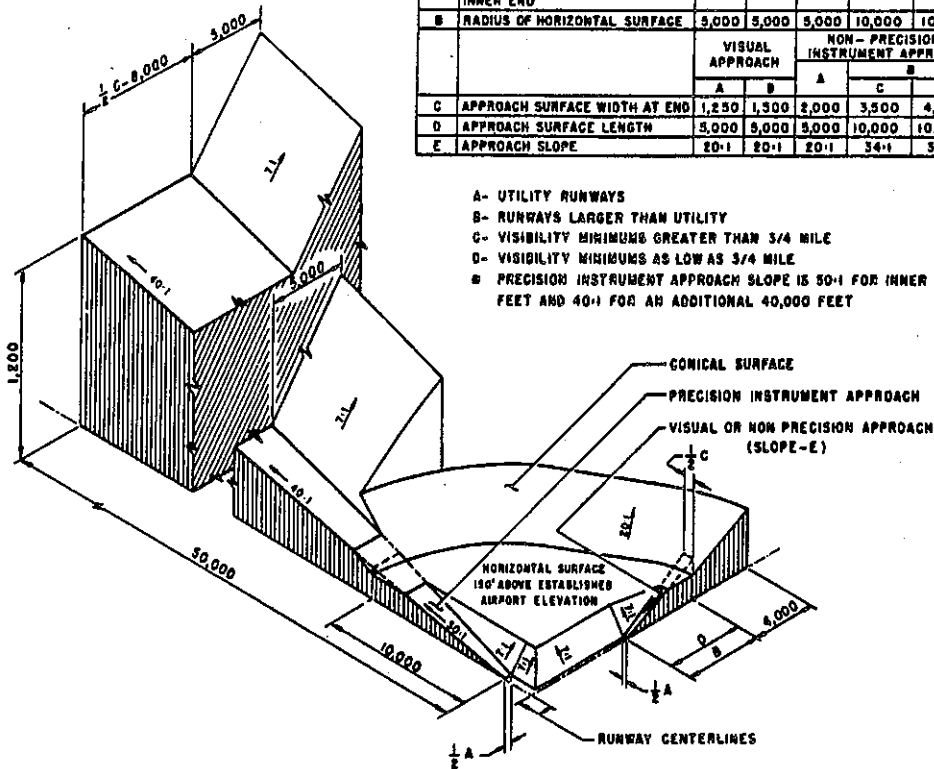 INNER END
B RADIUS OF HORIZONTAL SURFACE 5,000 5,000 5,000 10,000 10
VISUAL APPROACH
NON- PRECISION INSTRUMENT APPR
A B A B
C
C APPROACH SURFACE WIDTH AT END 1,250 1,500 2,000 3,500 4,
D APPROACH SURFACE LENGTH 5,000 5,000 5,000 10,000 10,
E APPROACH SLOPE 20:1 20:1 20:1 34:1 3
A- UTILITY RUNWAYS
B- RUNWAYS LARGER THAN UTILITY
C- VISIBILITY MINIMUMS GREATER THAN 3/4 MILE
D- VISIBILITY MINIMUMS AS LOW AS 3/4 MILE
PRECISION INSTRUMENT APPROACH SLOPE IS 50:1 FOR INNER
FEET AND 40:1 FOR AN ADDITIONAL 40,000 FEET
5,000
1/2 C-8,000
7:1
40:1
5,000
1,200
7:1
40:1
CONICAL SURFACE
PRECISION INSTRUMENT APPROACH
VISUAL OR NON PRECISION APPROACH
(SLOPE-E)
1/2 C
20:1
HORIZONTAL SURFACE
150' ABOVE ESTABLISHED
AIRPORT ELEVATION
50,000
50:1
7:1
7:1
7:1
7:1
10,000
4,000
D
B
1/2 A
RUNWAY CENTERLINES
1/2 A